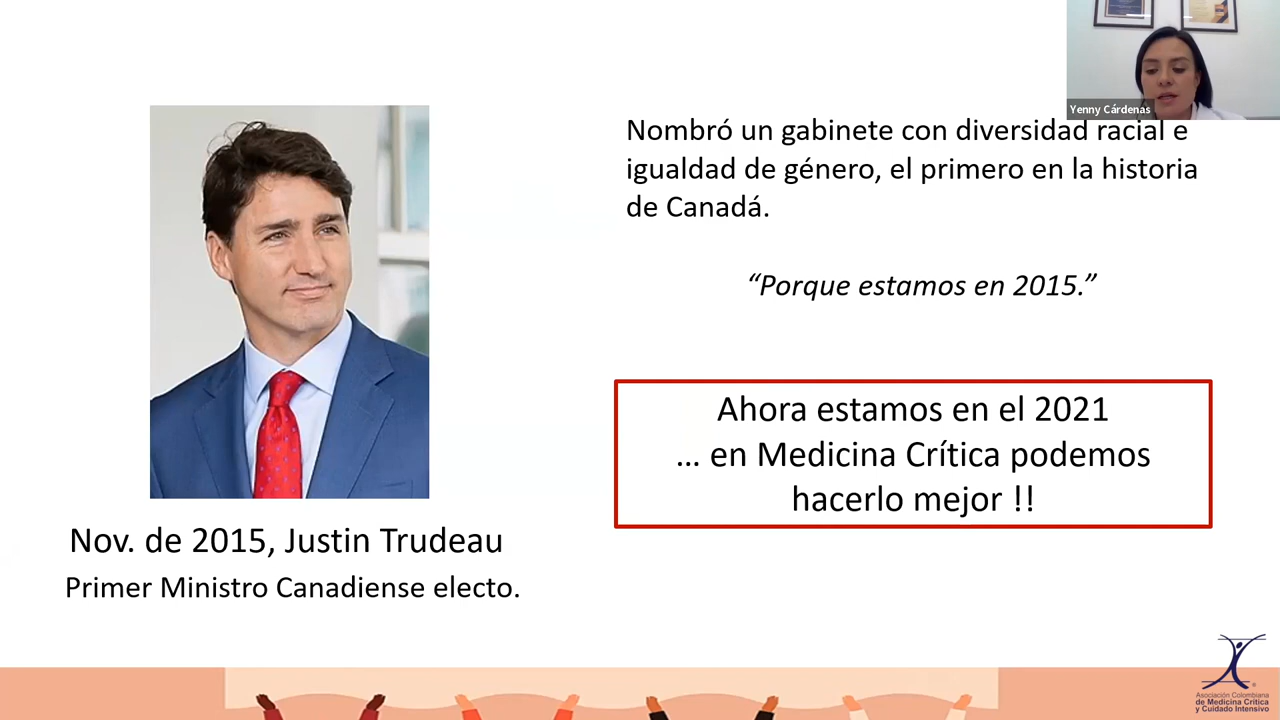 Yenny Cárdenas
Nombró un gabinete con diversidad racial e
igualdad de género, el primero en la historia
de Canadá.
“Porque estamos en 2015.”
Ahora estamos en el 2021
... en Medicina Crítica podemos
hacerlo mejor !!
Nov. de 2015, Justin Trudeau
Primer Ministro Canadiense electo.
Asociación Colombiana
de Medicina Crítica
y Cuidado Intensivo